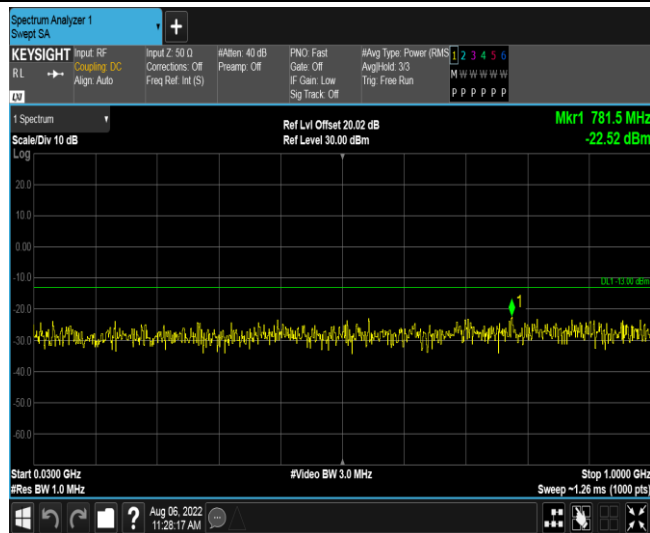 Spectrum Analyzer 1
Swept SA
+
KEYSIGHT
RL
Input: RF
Coupling: DC
Align: Auto
Input Z: 50 Ω
Corrections: Off
Freq Ref: Int (S)
#Atten: 40 dB
Preamp: Off
PNO: Fast
Gate: Off
IF Gain: Low
Sig Track: Off
#Avg Type: Power (RMS
Avg|Hold: 3/3
Trig: Free Run
1 2 3 4 5 6
M W W W W W
P P P P P P
1 Spectrum
Scale/Div 10 dB
Log
Ref Lvl Offset 20.02 dB
Ref Level 30.00 dBm
Mkr1 781.5 MHz
-22.52 dBm
20.0
10.0
0.00
-10.0
DL1 -13.00 dBm
-20.0
1
-30.0
-40.0
-50.0
-60.0
Start 0.0300 GHz
#Res BW 1.0 MHz
#Video BW 3.0 MHz
Stop 1.0000 GHz
Sweep ~1.26 ms (1000 pts)
?
Aug 06, 2022
11:28:17 AM